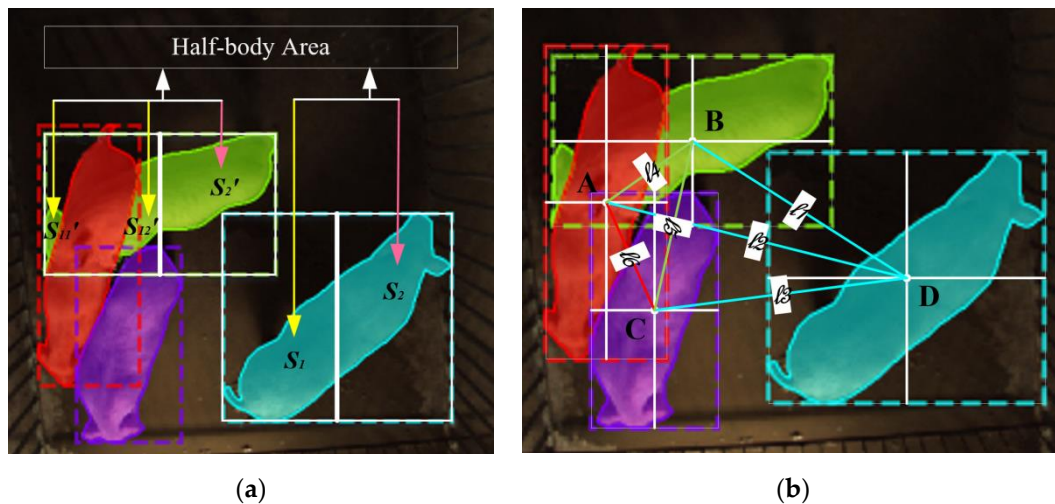 Half-body Area
S11' S12' S2'
S2
S1
B
l4
A
l1
l5
l2
l6
l3
D
C
(a) (b)